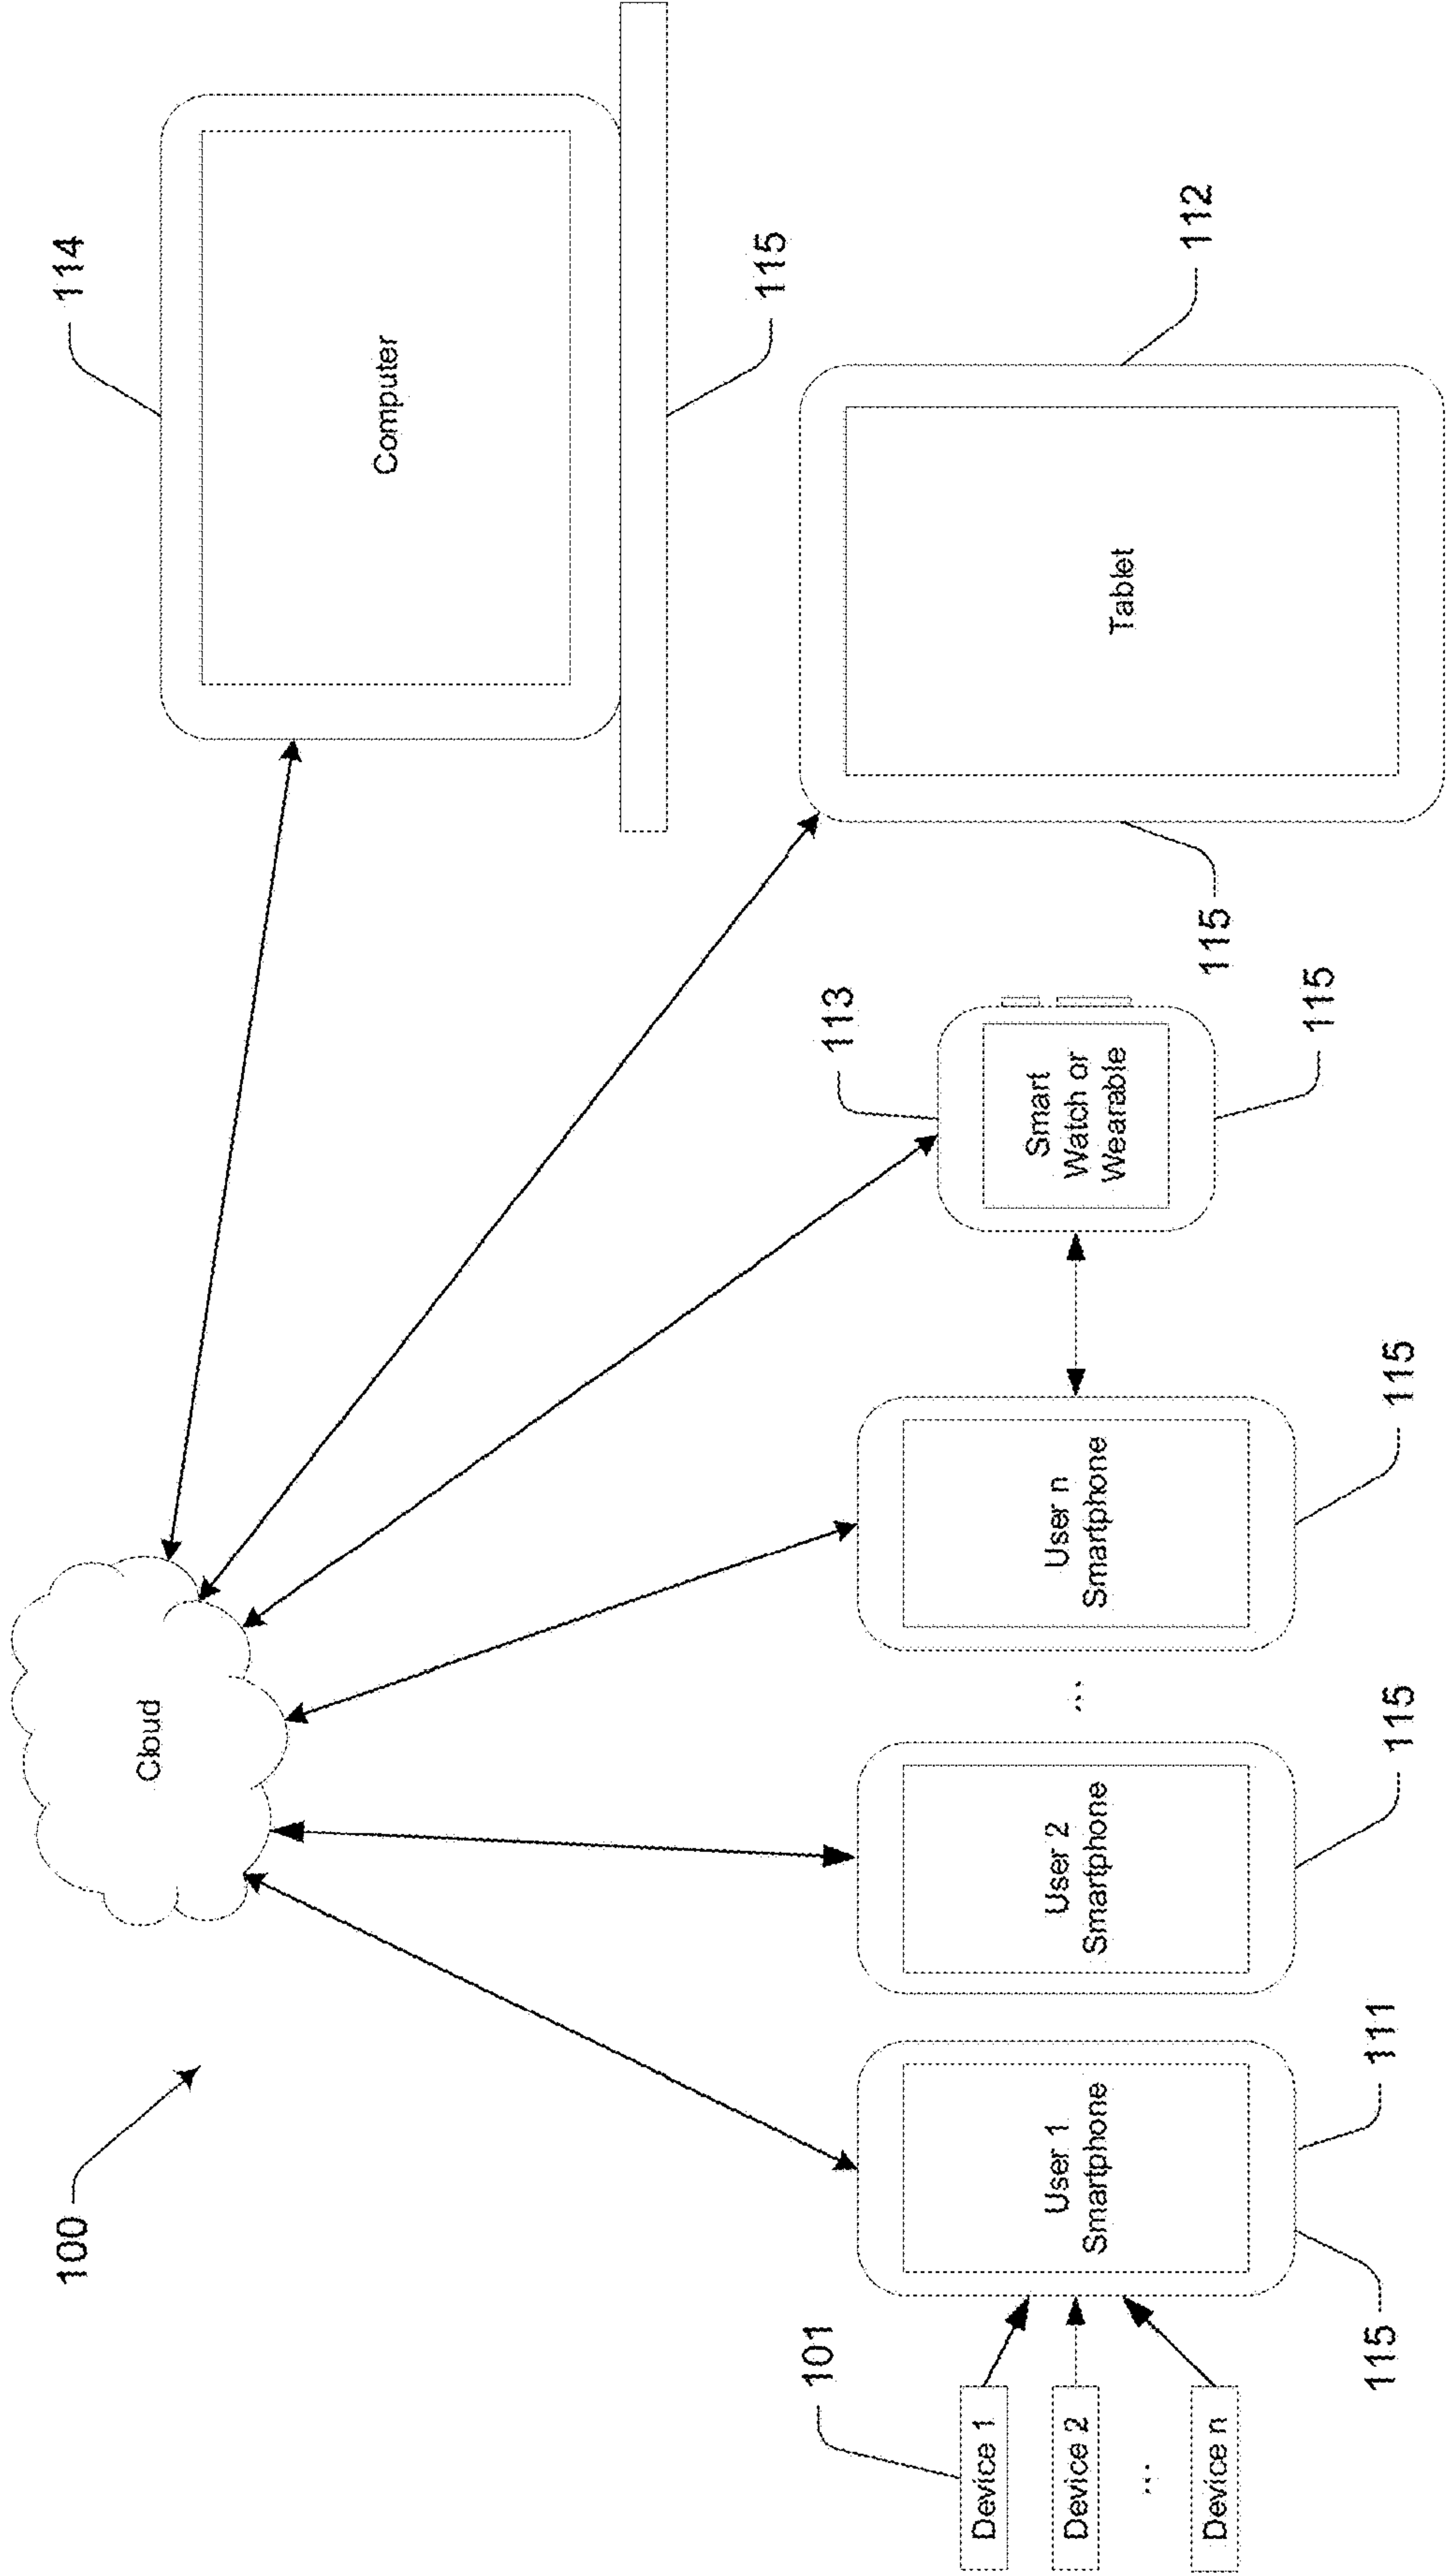 100
Cloud
114
Computer
115
101
Device 1
Device 2
...
Device n
User 1
Smartphone
115
111
User 2
Smartphone
115
...
User n
Smartphone
115
113
Smart
Watch or
Wearable
115
Tablet
115
112